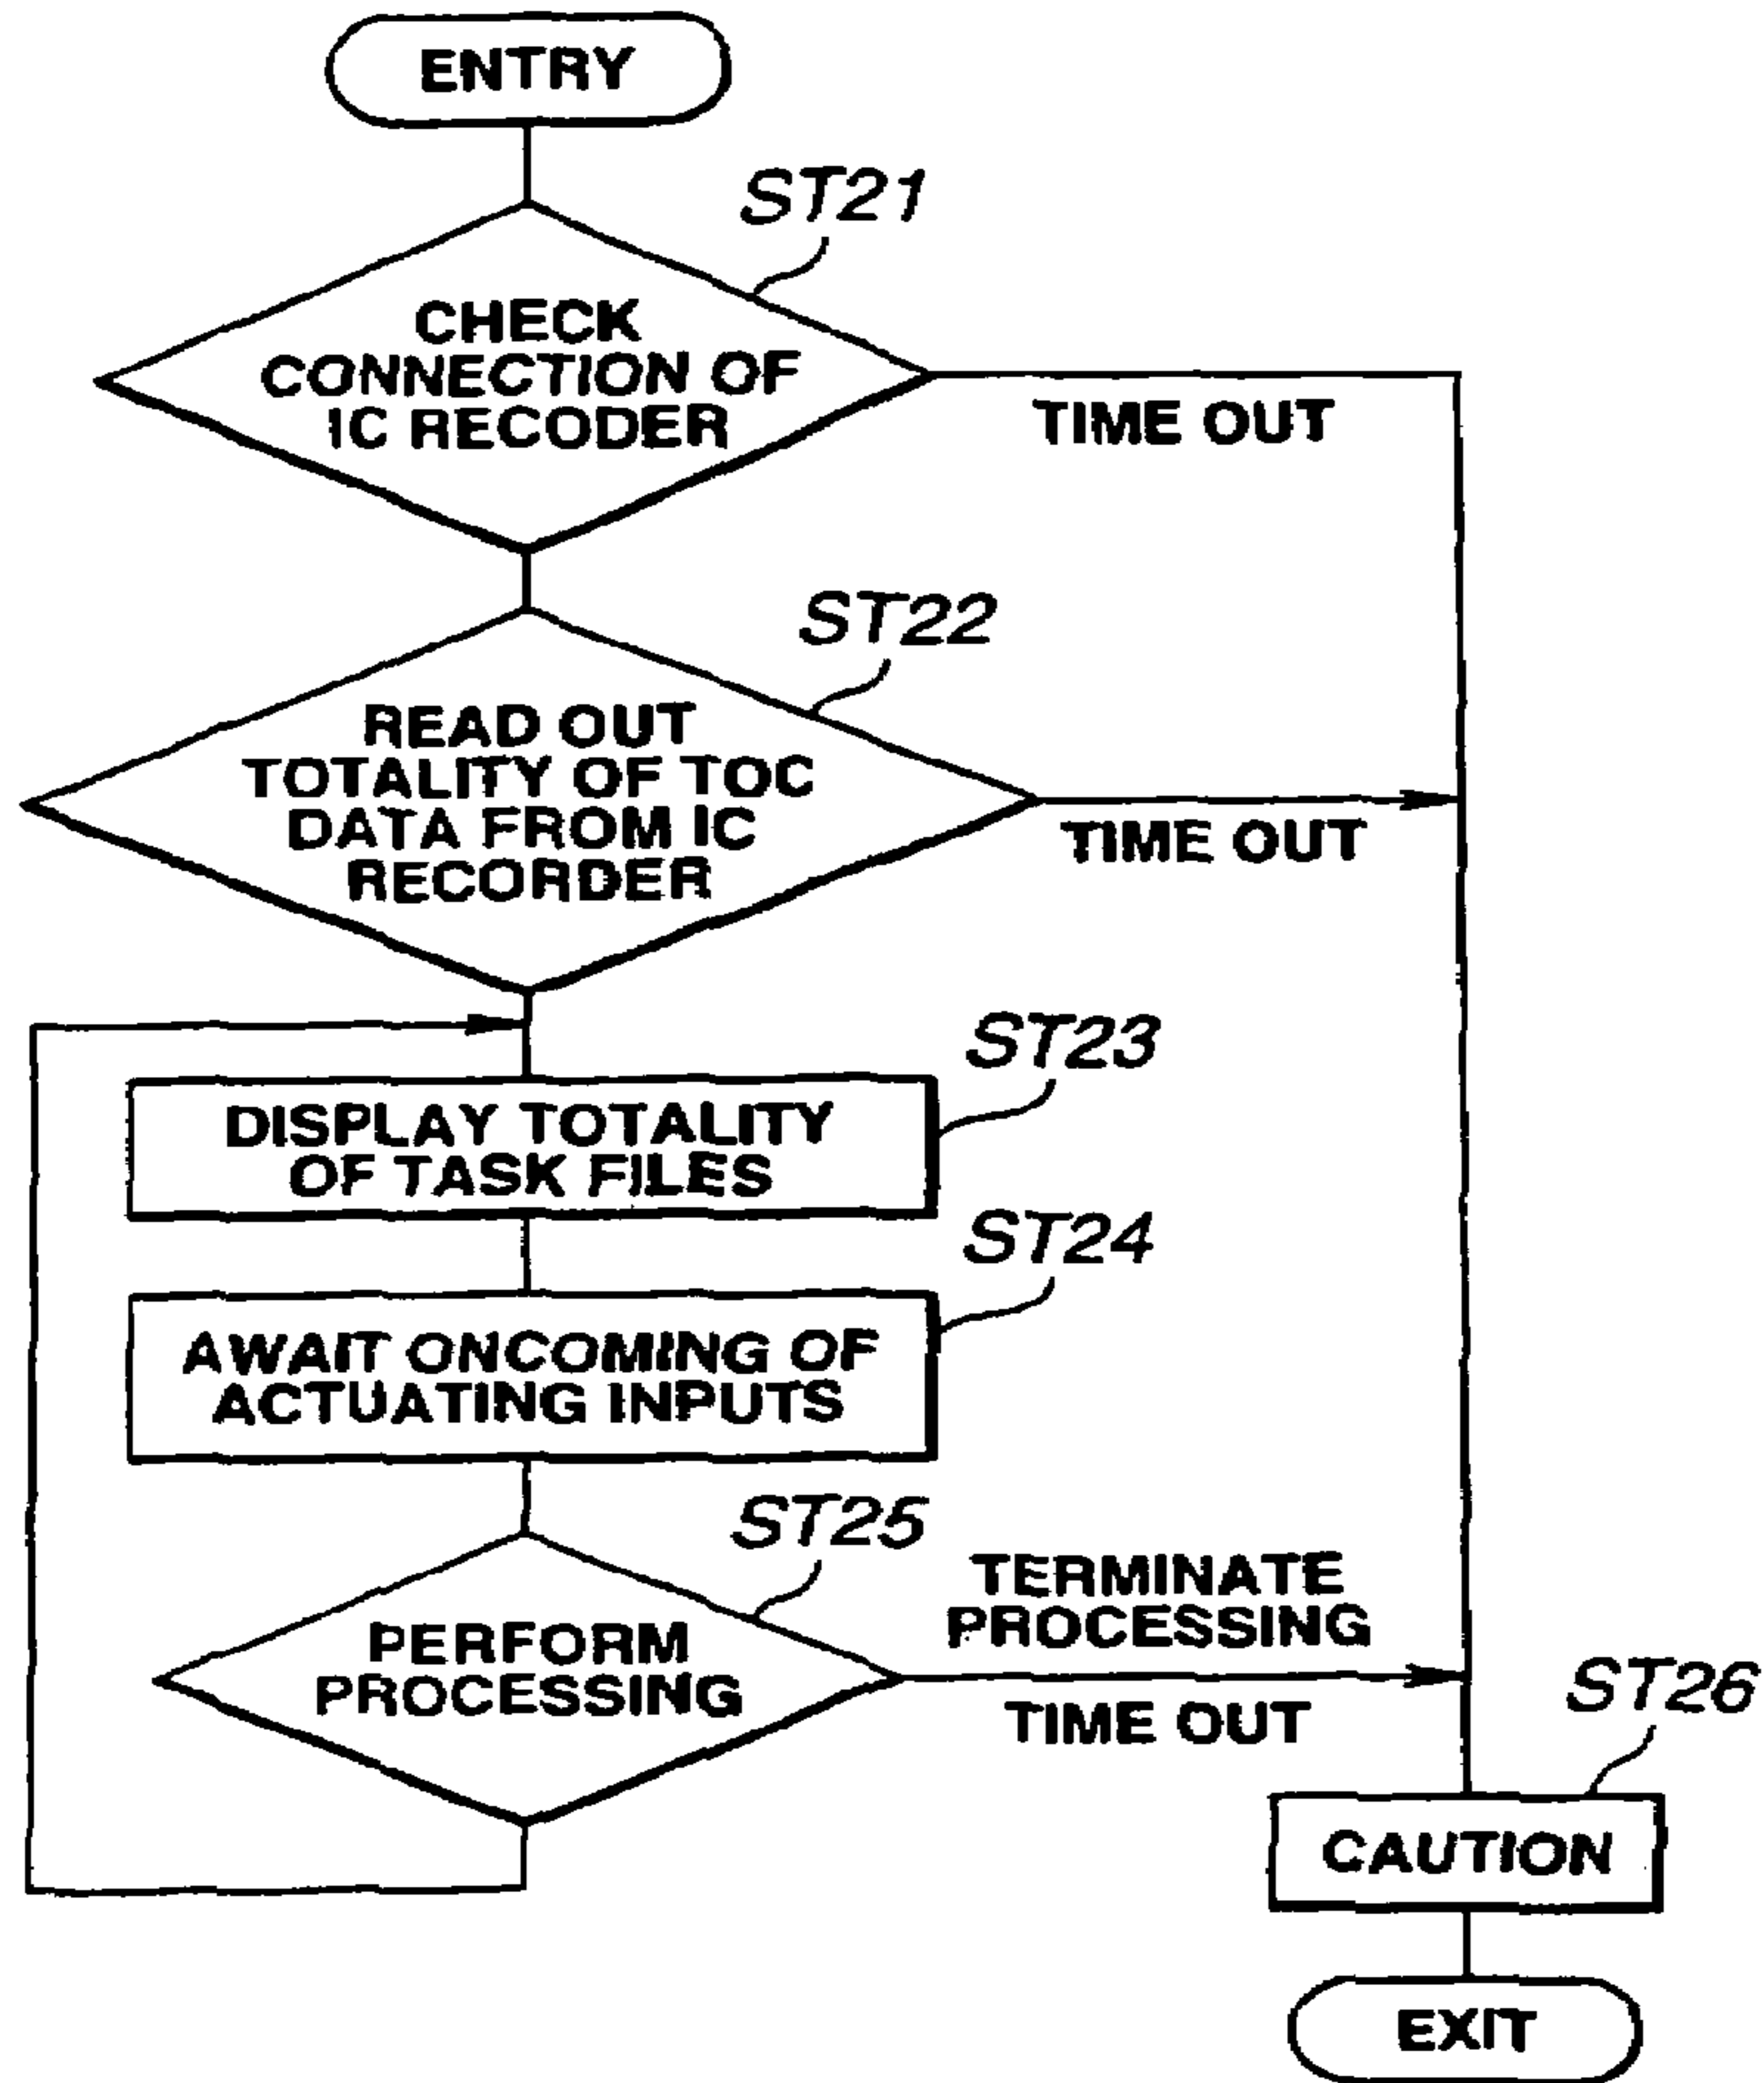 ENTRY
ST21
CHECK
CONNECTION OF
IC RECODER
TIME OUT
ST22
READ OUT
TOTALITY OF TOC
DATA FROM IC
RECORDER
TIME OUT
ST23
DISPLAY TOTALITY
OF TASK FILES
ST24
AWAIT ONCOMING OF
ACTUATING INPUTS
ST25
PERFORM
PROCESSING
TERMINATE
PROCESSING
TIME OUT
ST26
CAUTION
EXIT